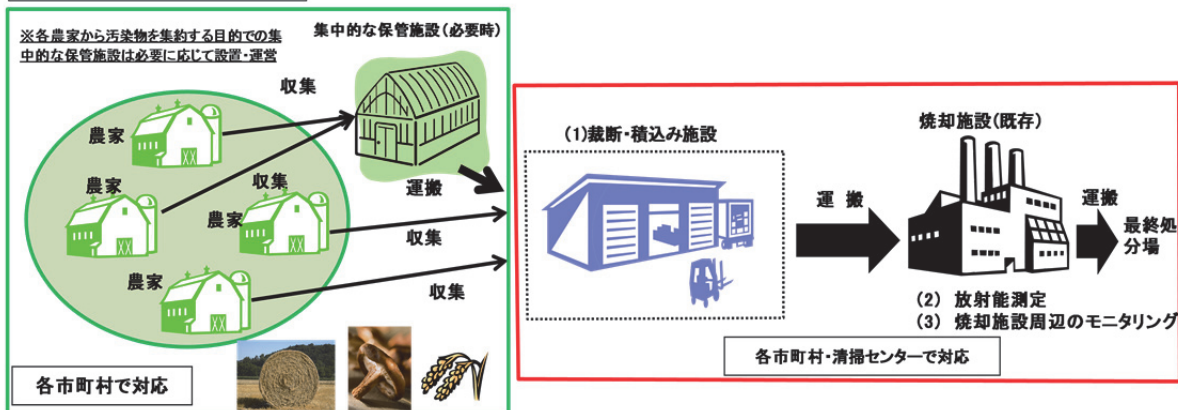 ※各農家から汚染物を集約する目的での集
中的な保管施設は必要に応じて設置・運営
集中的な保管施設(必要時)
収集
農家
農家
収集
農家
農家
運搬
収集
収集
各市町村で対応
(1)裁断・積込み施設
運 搬
焼却施設(既存)
運搬
最終処
分場
(2) 放射能測定
(3) 焼却施設周辺のモニタリング
各市町村・清掃センターで対応